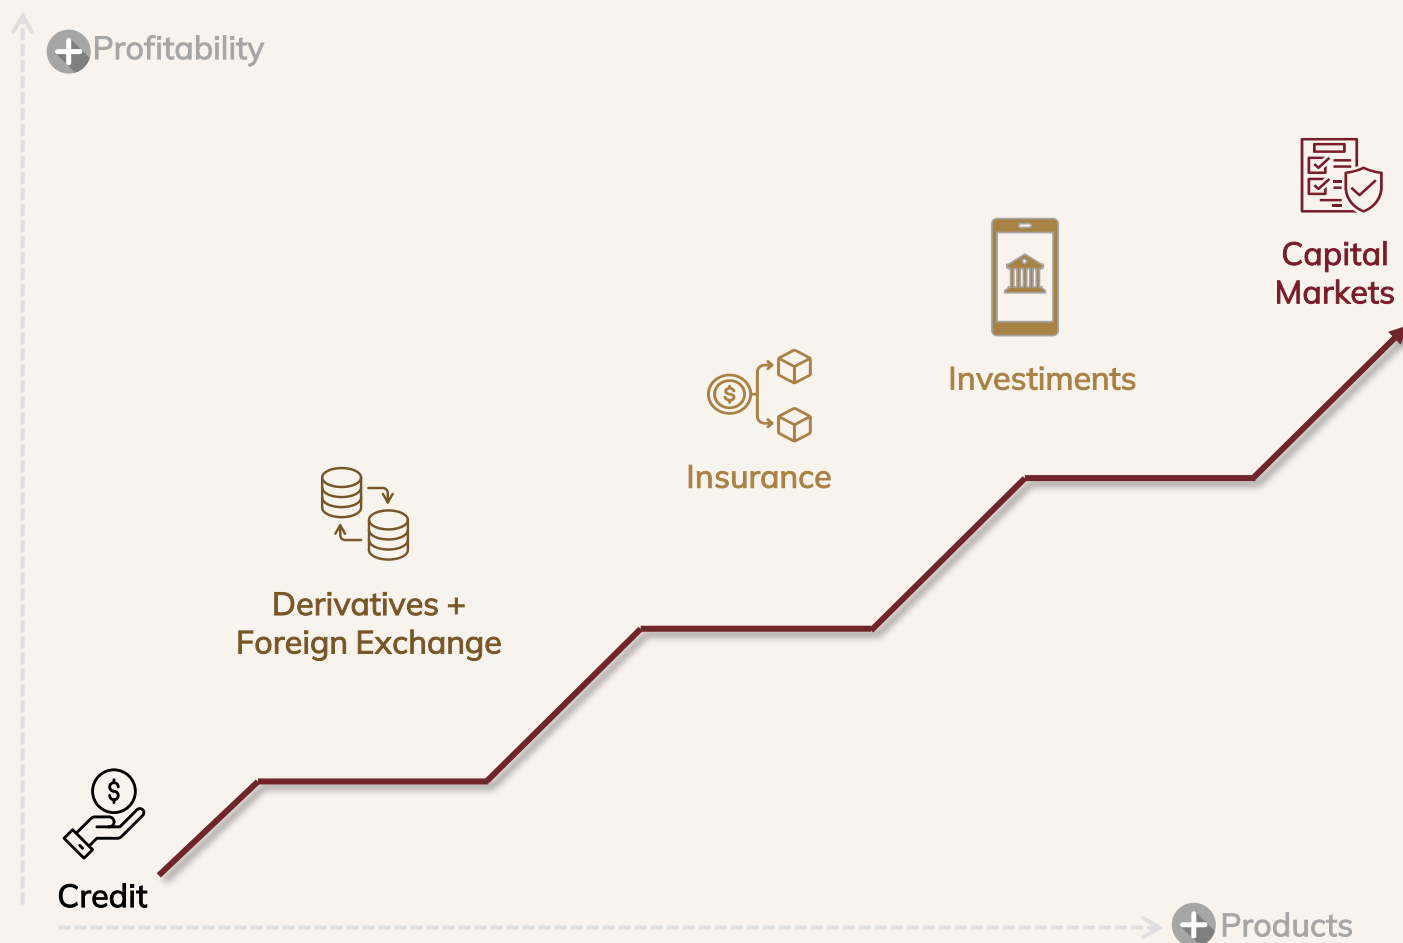 Profitability
Capital
Markets
Investiments
Insurance
Derivatives +
Foreign Exchange
Credit
Products